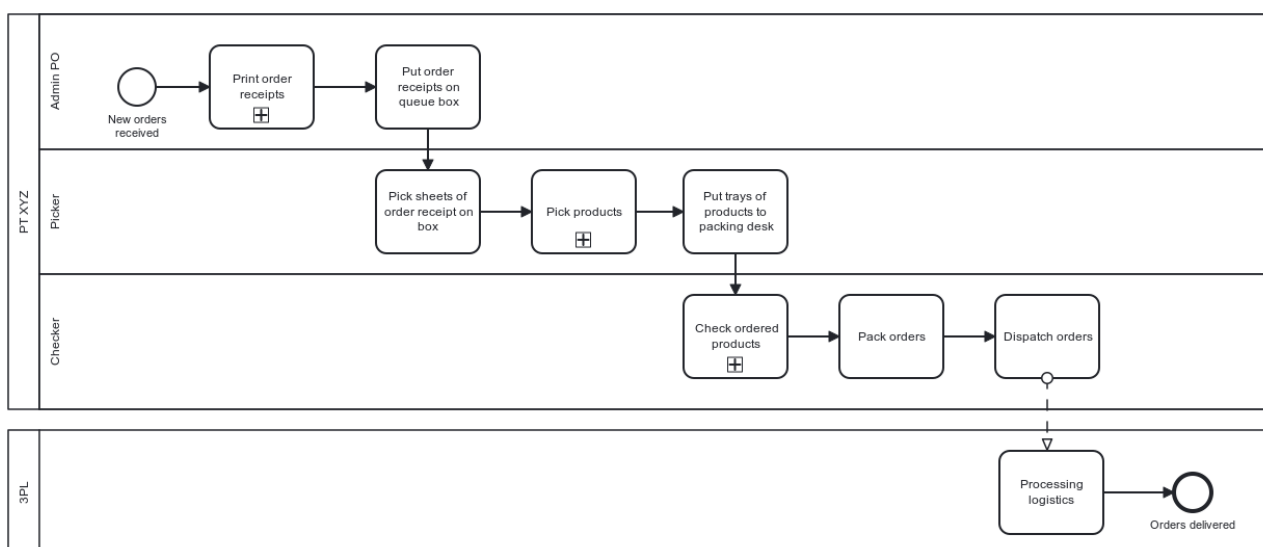 PT XYZ
Admin PO
New orders
received
Print order
receipts
Put order
receipts on
queue box
Picker
Pick sheets of
order receipt on
box
Pick products
Put trays of
products to
packing desk
Checker
Check ordered
products
Pack orders
Dispatch orders
3PL
Processing
logistics
Orders delivered